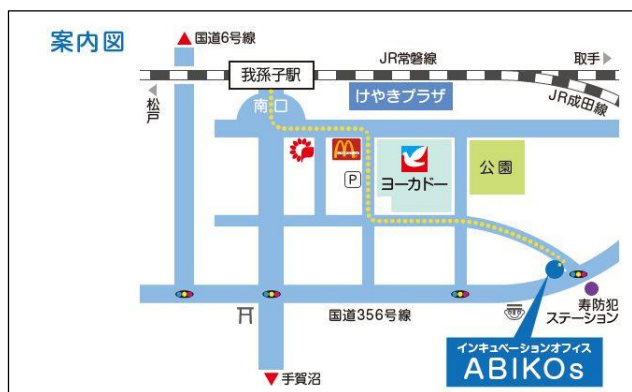 案内図
国道6号線
JR常磐線
取手
我孫子駅
松戸
けやきプラザ
JR成田線
南口
P
ヨーカドー
公園
国道356号線
寿防犯
ステーション
インキュベーションオフィス
ABIKOs
手賀沼